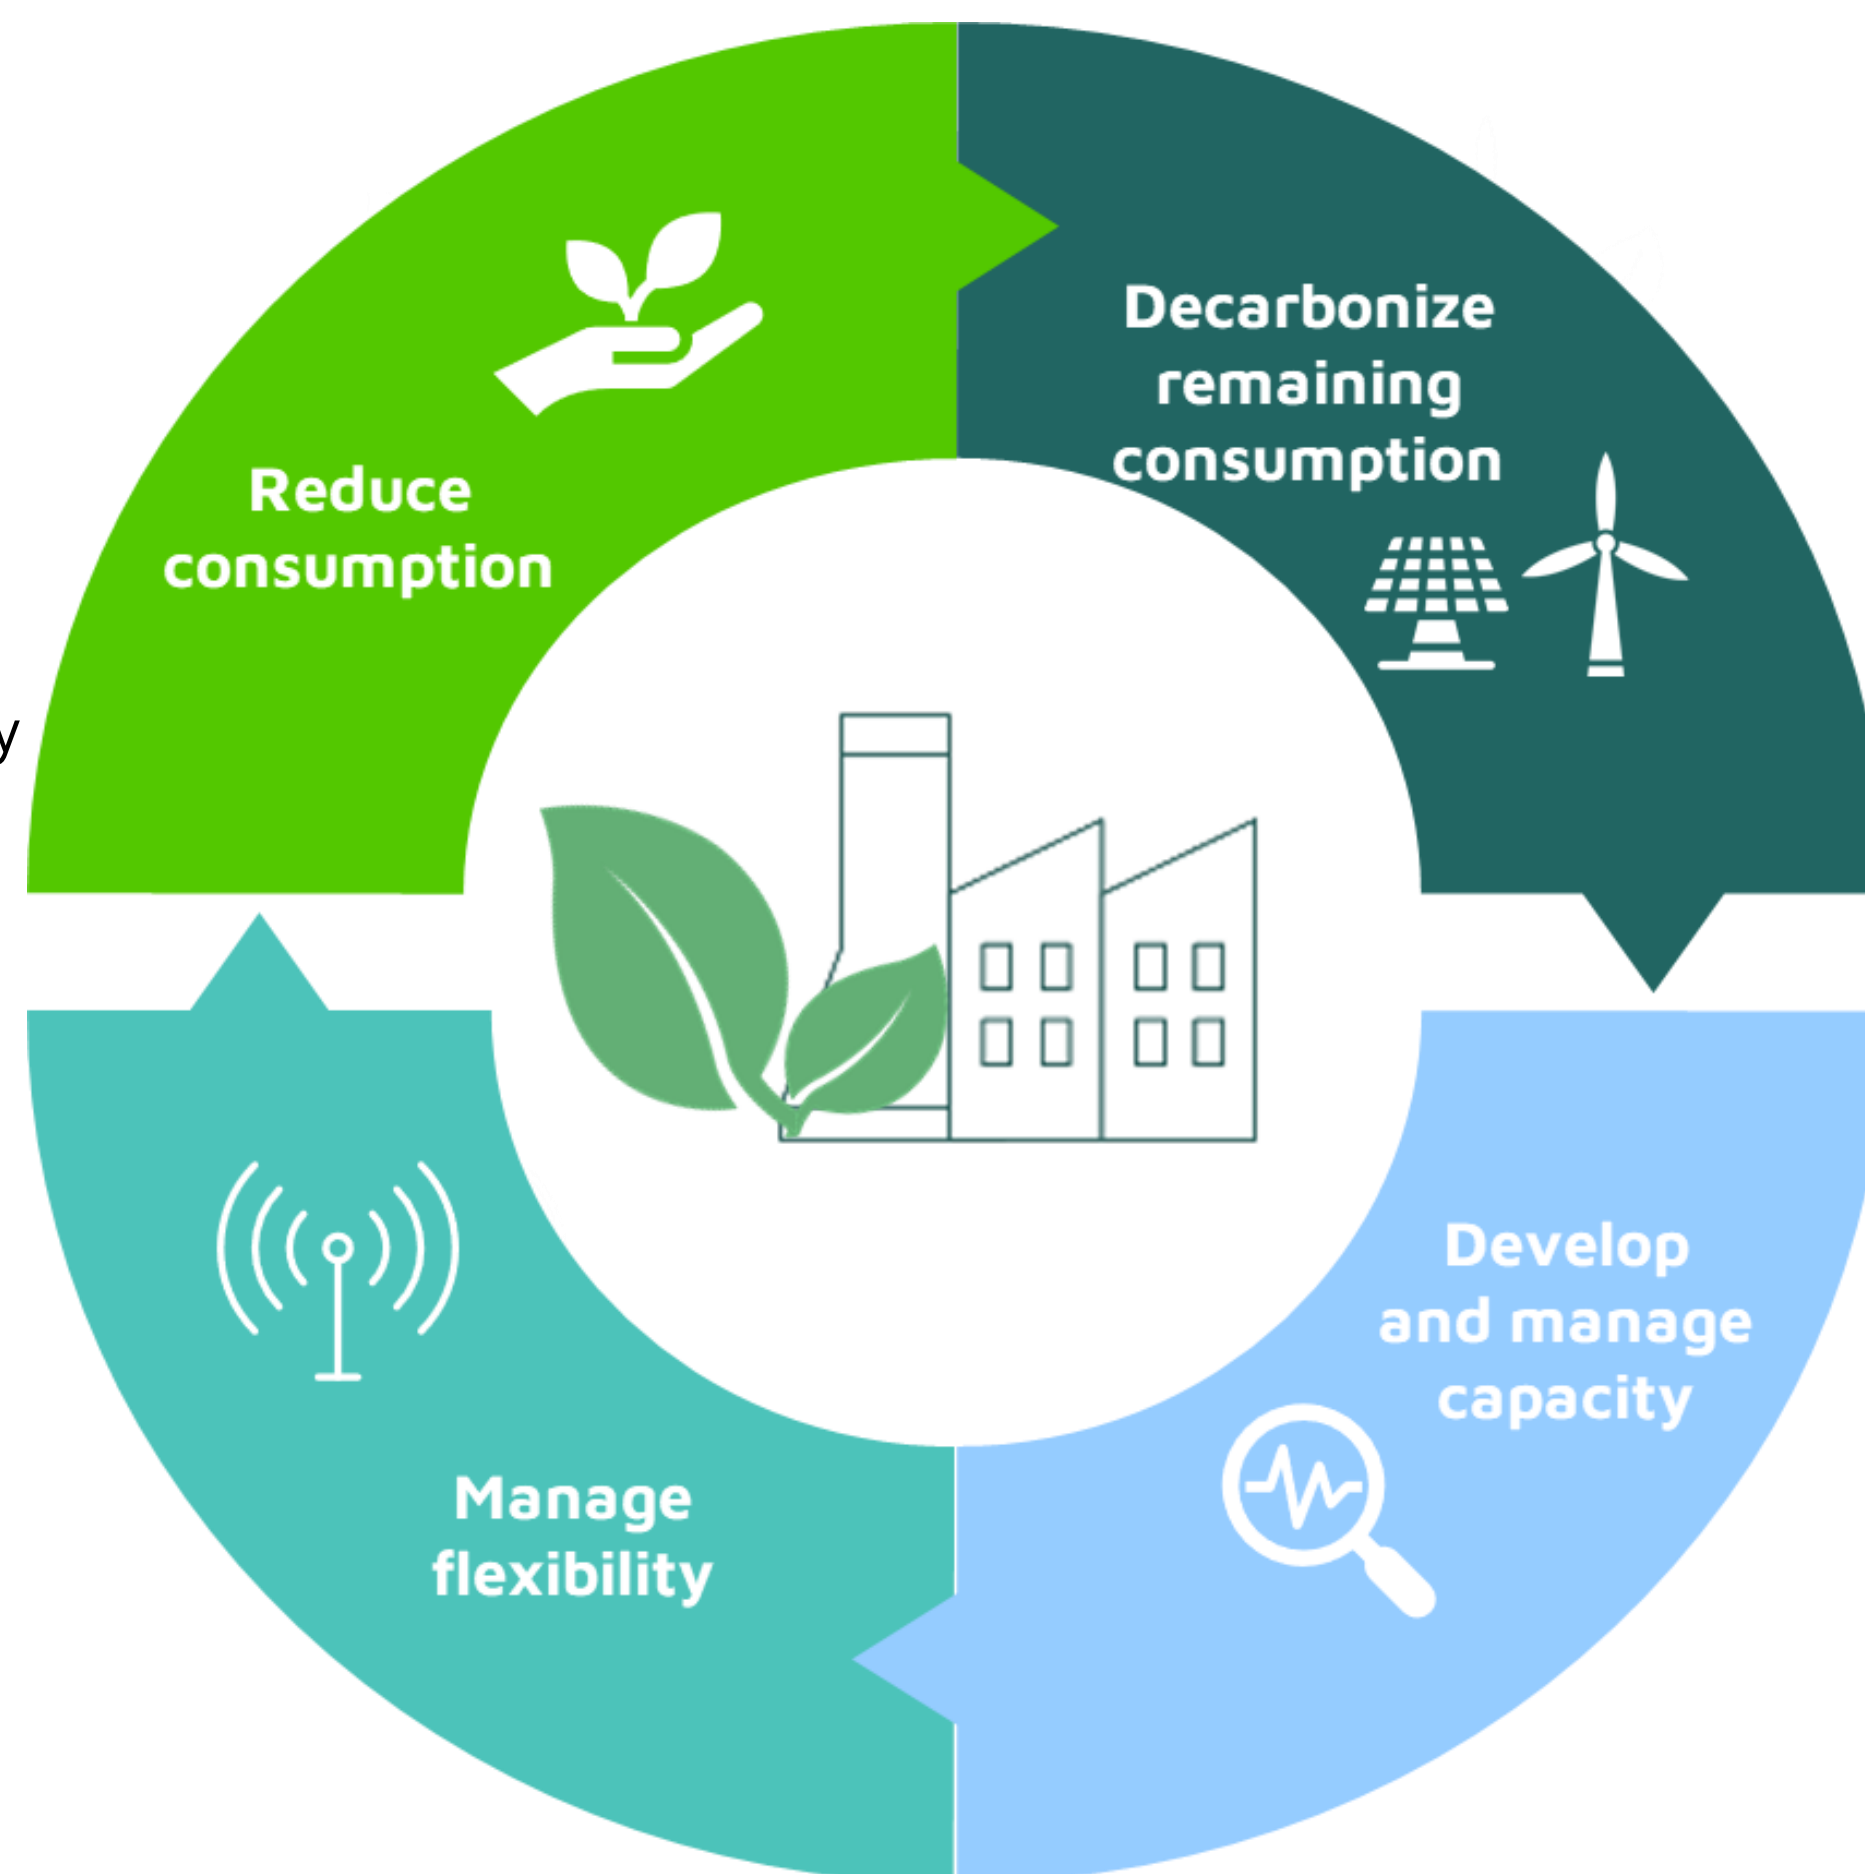 Decarbonize
remaining
consumption
Reduce
consumption
y
Develop
and manage
capacity
Manage
flexibility